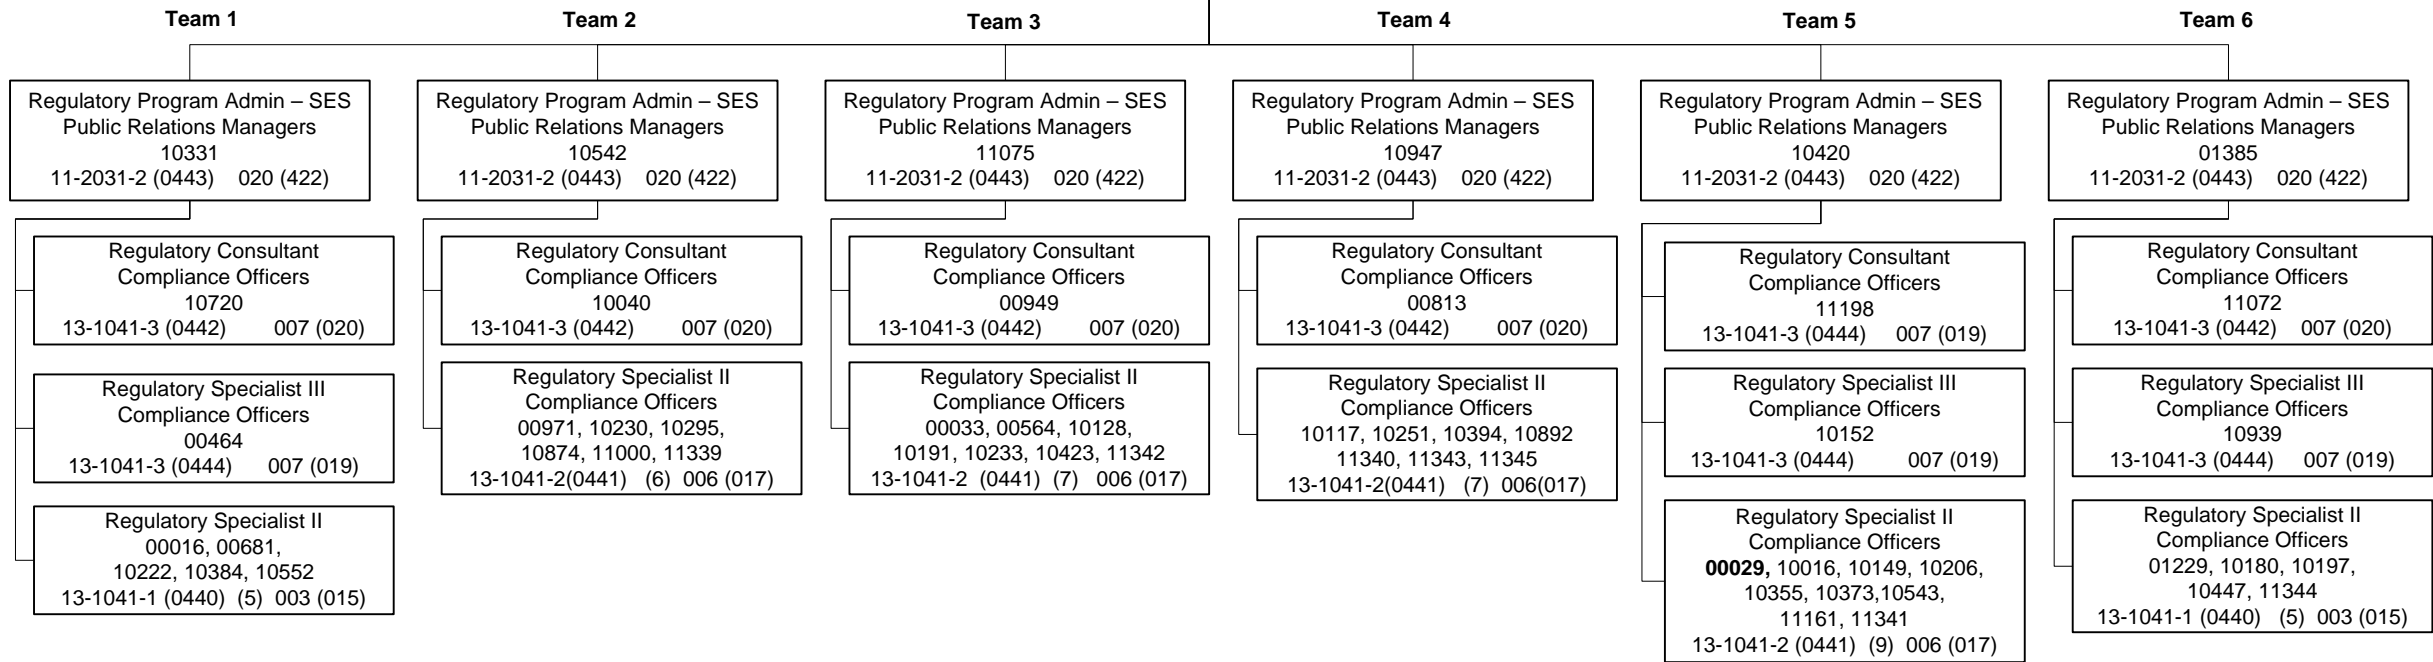 Team 1
Regulatory Program Admin – SES
Public Relations Managers
10331
11-2031-2 (0443) 020 (422)
Regulatory Consultant
Compliance Officers
10720
13-1041-3 (0442) 007 (020)
Regulatory Specialist III
Compliance Officers
00464
13-1041-3 (0444) 007 (019)
Regulatory Specialist II
00016, 00681,
10222, 10384, 10552
13-1041-1 (0440) (5) 003 (015)
Team 2
Regulatory Program Admin – SES
Public Relations Managers
10542
11-2031-2 (0443) 020 (422)
Regulatory Consultant
Compliance Officers
10040
13-1041-3 (0442) 007 (020)
Regulatory Specialist II
Compliance Officers
00971, 10230, 10295,
10874, 11000, 11339
13-1041-2(0441) (6) 006 (017)
Team 3
Regulatory Program Admin – SES
Public Relations Managers
11075
11-2031-2 (0443) 020 (422)
Regulatory Consultant
Compliance Officers
00949
13-1041-3 (0442) 007 (020)
Regulatory Specialist II
Compliance Officers
00033, 00564, 10128,
10191, 10233, 10423, 11342
13-1041-2 (0441) (7) 006 (017)
Team 4
Regulatory Program Admin – SES
Public Relations Managers
10947
11-2031-2 (0443) 020 (422)
Regulatory Consultant
Compliance Officers
00813
13-1041-3 (0442) 007 (020)
Regulatory Specialist II
Compliance Officers
10117, 10251, 10394, 10892
11340, 11343, 11345
13-1041-2(0441) (7) 006(017)
Team 5
Regulatory Program Admin – SES
Public Relations Managers
10420
11-2031-2 (0443) 020 (422)
Regulatory Consultant
Compliance Officers
11198
13-1041-3 (0444) 007 (019)
Regulatory Specialist III
Compliance Officers
10152
13-1041-3 (0444) 007 (019)
Regulatory Specialist II
Compliance Officers
00029, 10016, 10149, 10206,
10355, 10373,10543,
11161, 11341
13-1041-2 (0441) (9) 006 (017)
Team 6
Regulatory Program Admin – SES
Public Relations Managers
01385
11-2031-2 (0443) 020 (422)
Regulatory Consultant
Compliance Officers
11072
13-1041-3 (0442) 007 (020)
Regulatory Specialist III
Compliance Officers
10939
13-1041-3 (0444) 007 (019)
Regulatory Specialist II
Compliance Officers
01229, 10180, 10197,
10447, 11344
13-1041-1 (0440) (5) 003 (015)